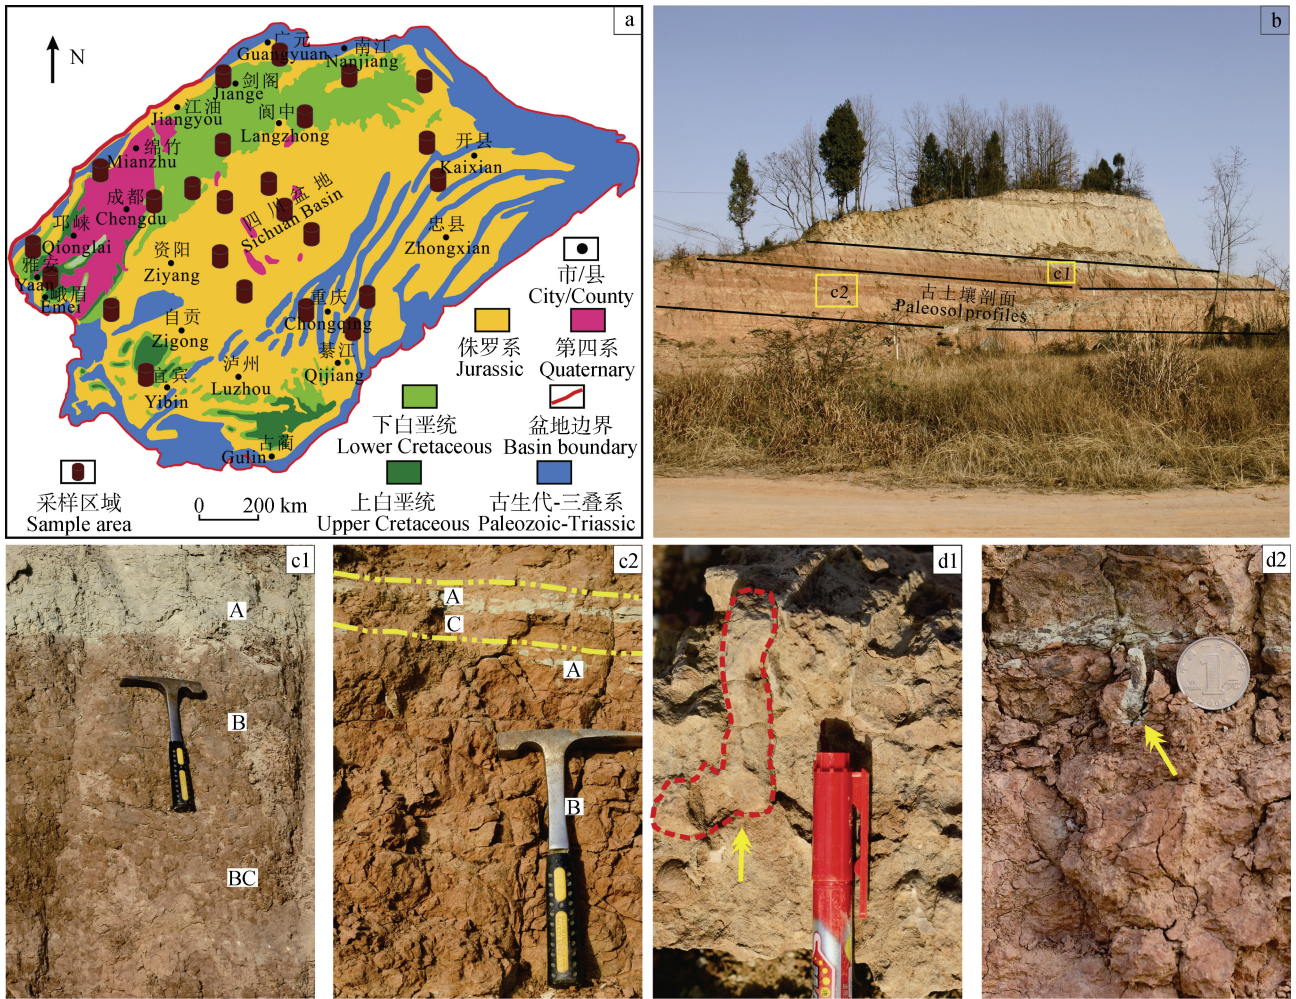 a
N
广元
Guangyuan
南江
Nanjiang
剑阁
Jiange
江油
Jiangyou
阆中
Langzhong
绵竹
Mianzhu
开县
Kaixian
成都
Chengdu
四川盆地
Sichuan Basin
邛崃
Qionglai
忠县
Zhongxian
雅安
Yaan
资阳
Ziyang
峨眉
Emei
重庆
Chongqing
自贡
Zigong
綦江
Qijiang
泸州
Luzhou
宜宾
Yibin
古蔺
Gulin
市/县
City/County
侏罗系
Jurassic
第四系
Quaternary
下白垩统
Lower Cretaceous
盆地边界
Basin boundary
采样区域
Sample area
0 200 km
上白垩统
Upper Cretaceous
古生代-三叠系
Paleozoic-Triassic
b
c1
c2
古土壤剖面
Paleosol profiles
c1
A
B
BC
c2
A
C
A
B
d1
d2
1